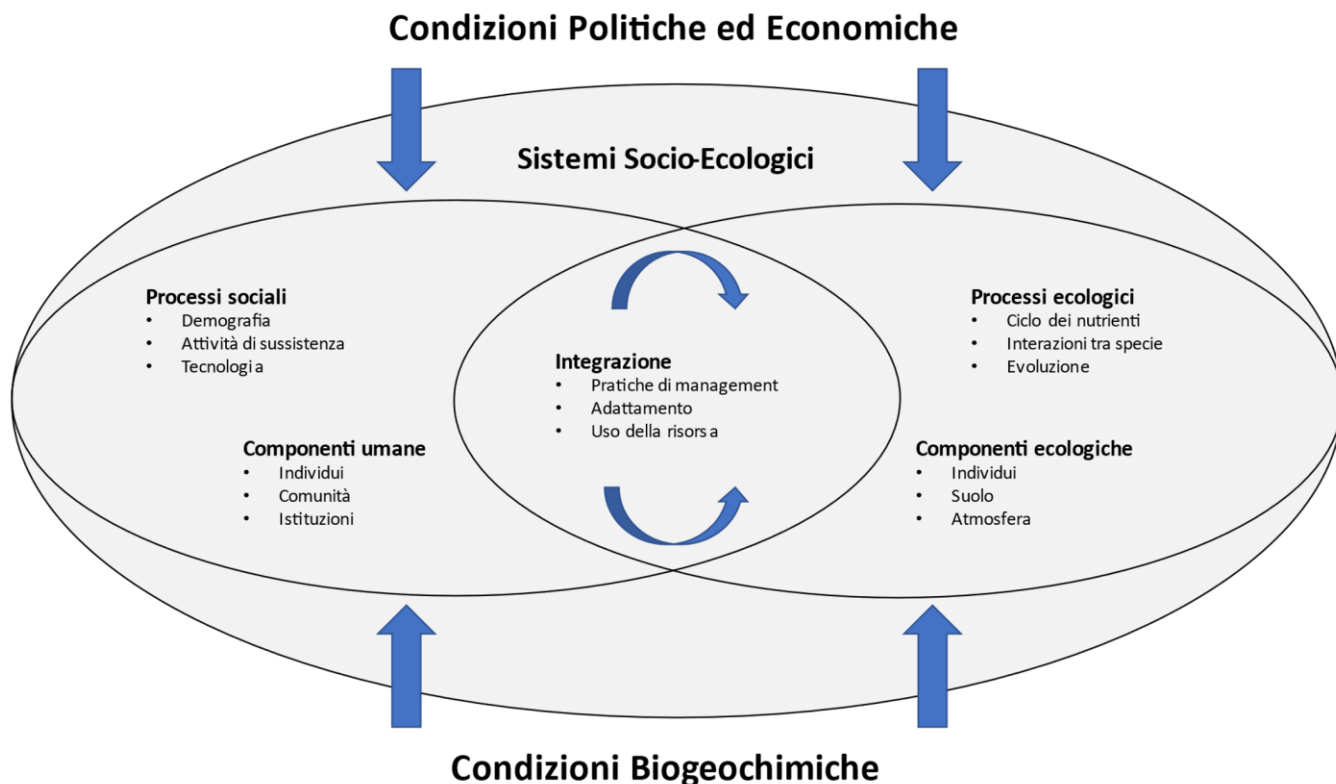 Condizioni Politiche ed Economiche
Sistemi Socio-Ecologici
Processi sociali
• Demografia
• Attività di sussistenza
• Tecnologia
Componenti umane
• Individui
• Comunità
• Istituzioni
Integrazione
• Pratiche di management
• Adattamento
• Uso della risorsa
Processi ecologici
• Ciclo dei nutrienti
• Interazioni tra specie
• Evoluzione
Componenti ecologiche
• Individui
• Suolo
• Atmosfera
Condizioni Biogeochimiche